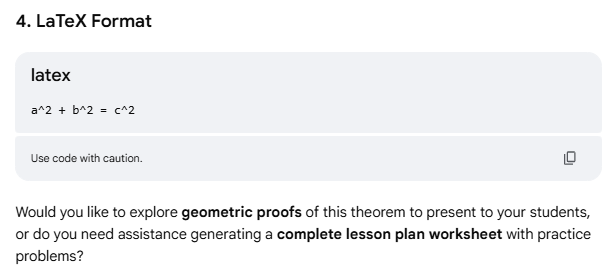 4. LaTeX Format
latex
a^2 + b^2 = c^2
Use code with caution.
Would you like to explore geometric proofs of this theorem to present to your students,
or do you need assistance generating a complete lesson plan worksheet with practice
problems?